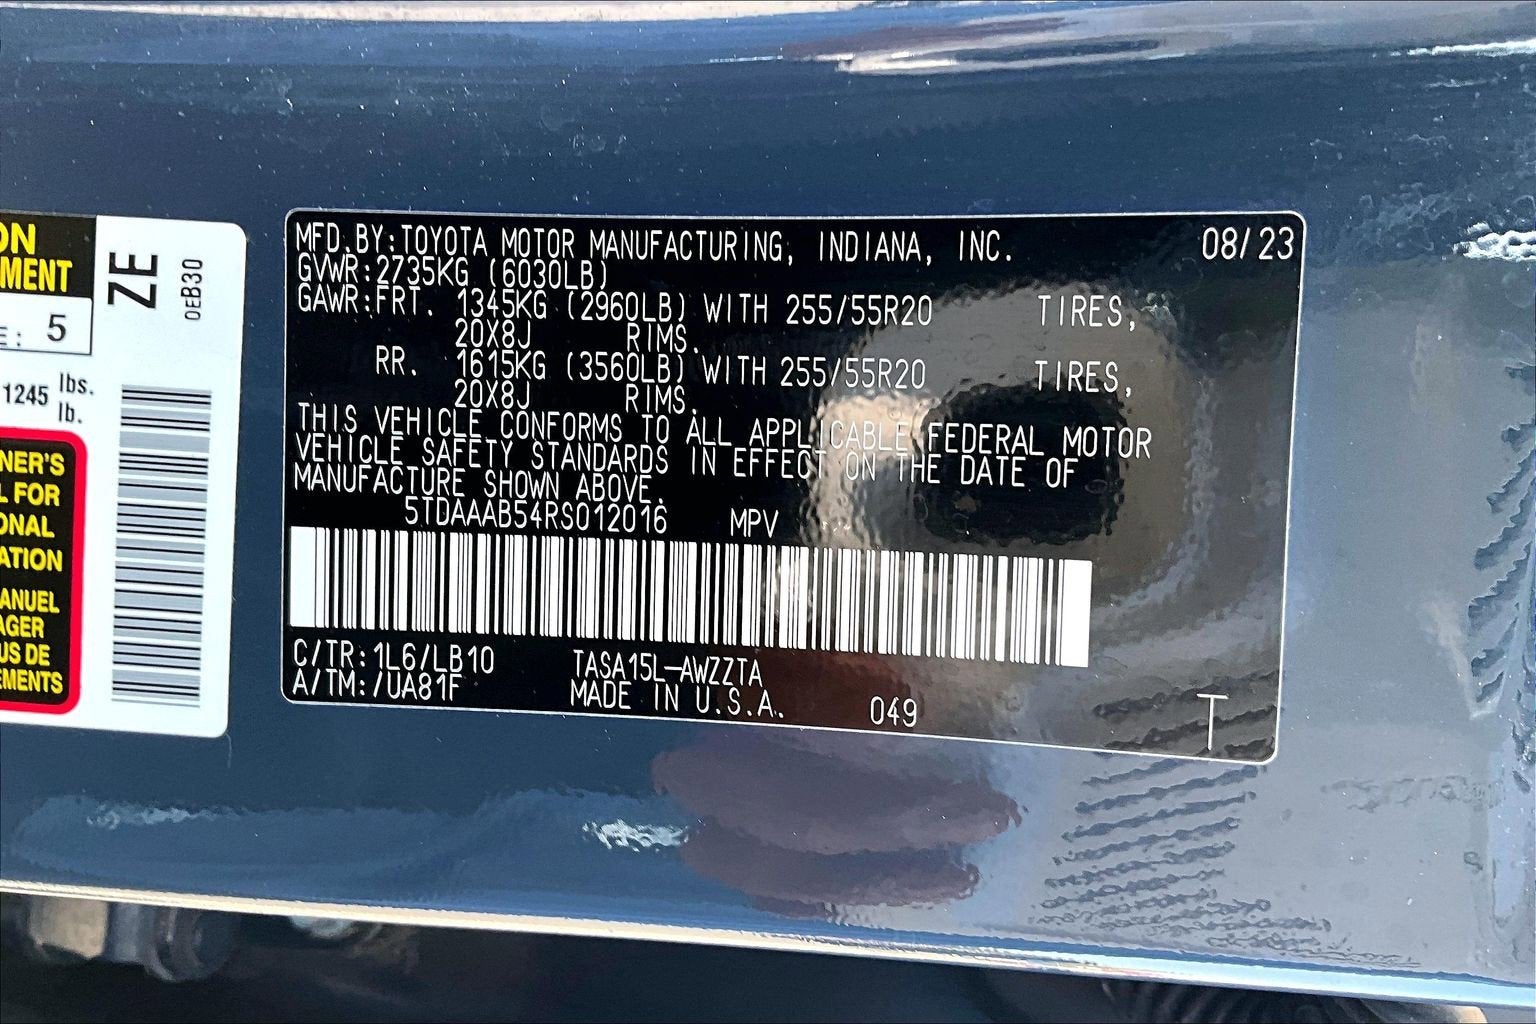 ON
MENT
E: 5
1245 lbs.
lb.
NER'S
L FOR
ONAL
ATION
ANUEL
AGER
US DE
EMENTS
ZE
0EB30
MFD.BY:TOYOTA MOTOR MANUFACTURING, INDIANA, INC. 08/23
GVWR:2735KG (6030LB)
GAWR:FRT. 1345KG (2960LB) WITH 255/55R20 TIRES,
20X8J RIMS.
RR. 1615KG (3560LB) WITH 255/55R20 TIRES,
20X8J RIMS.
THIS VEHICLE CONFORMS TO ALL APPLICABLE FEDERAL MOTOR
VEHICLE SAFETY STANDARDS IN EFFECT ON THE DATE OF
MANUFACTURE SHOWN ABOVE.
5TDAAAB54RS012016 MPV
C/TR:1L6/LB10 TASA15L-AWZZTA
A/TM:/UA81F MADE IN U.S.A. 049 T